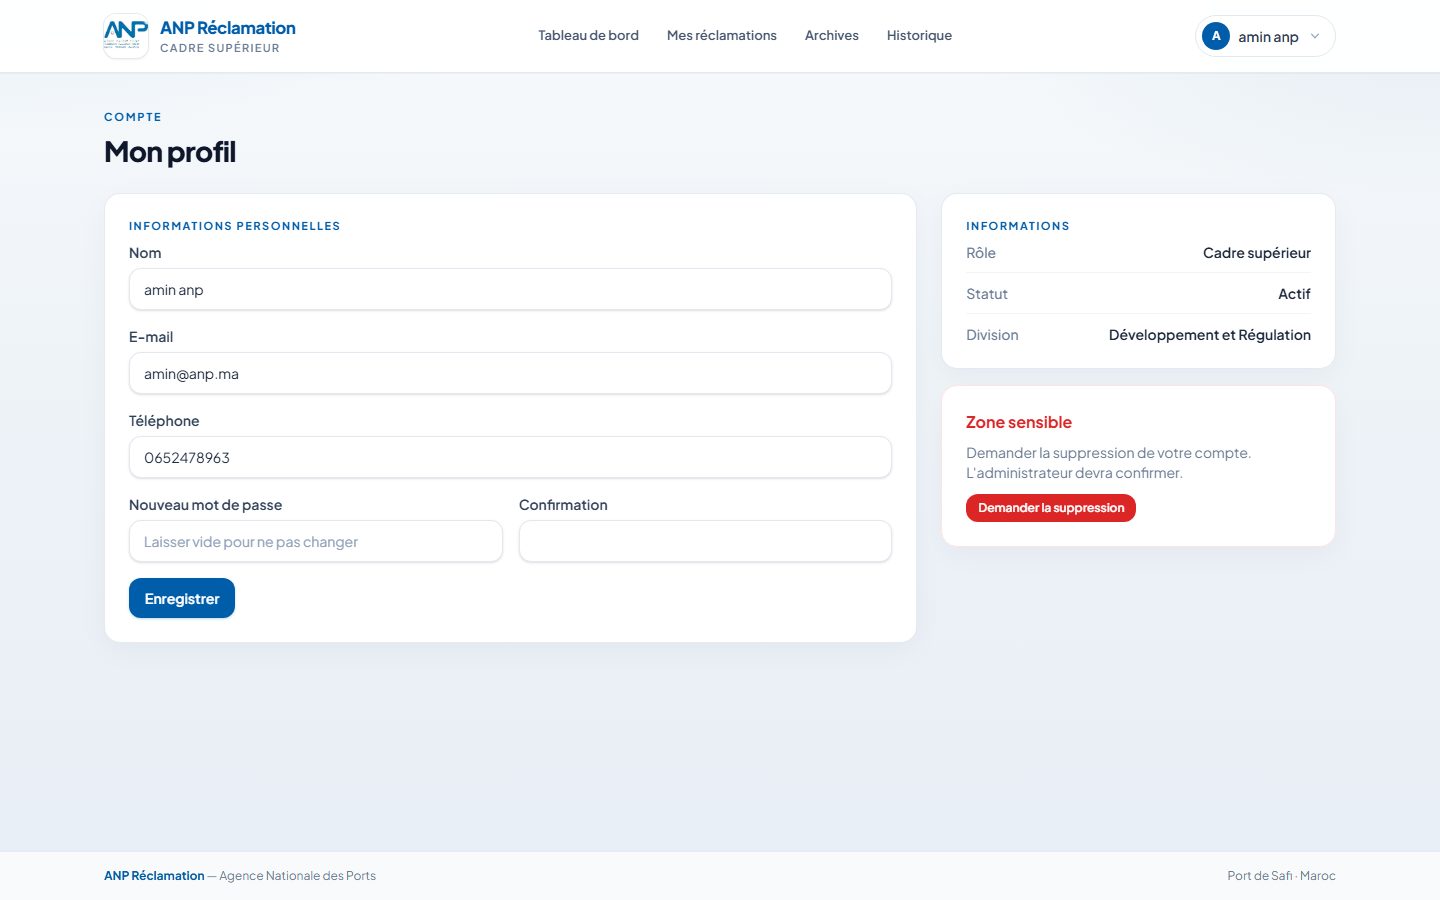 ANP
ANP Réclamation
CADRE SUPÉRIEUR
Tableau de bord
Mes réclamations
Archives
Historique
A
amin anp
COMPTE
Mon profil
INFORMATIONS PERSONNELLES
Nom
amin anp
E-mail
amin@anp.ma
Téléphone
0652478963
Nouveau mot de passe
Confirmation
Laisser vide pour ne pas changer
Enregistrer
INFORMATIONS
Rôle
Cadre supérieur
Statut
Actif
Division
Développement et Régulation
Zone sensible
Demander la suppression de votre compte.
L'administrateur devra confirmer.
Demander la suppression
ANP Réclamation — Agence Nationale des Ports
Port de Safi · Maroc